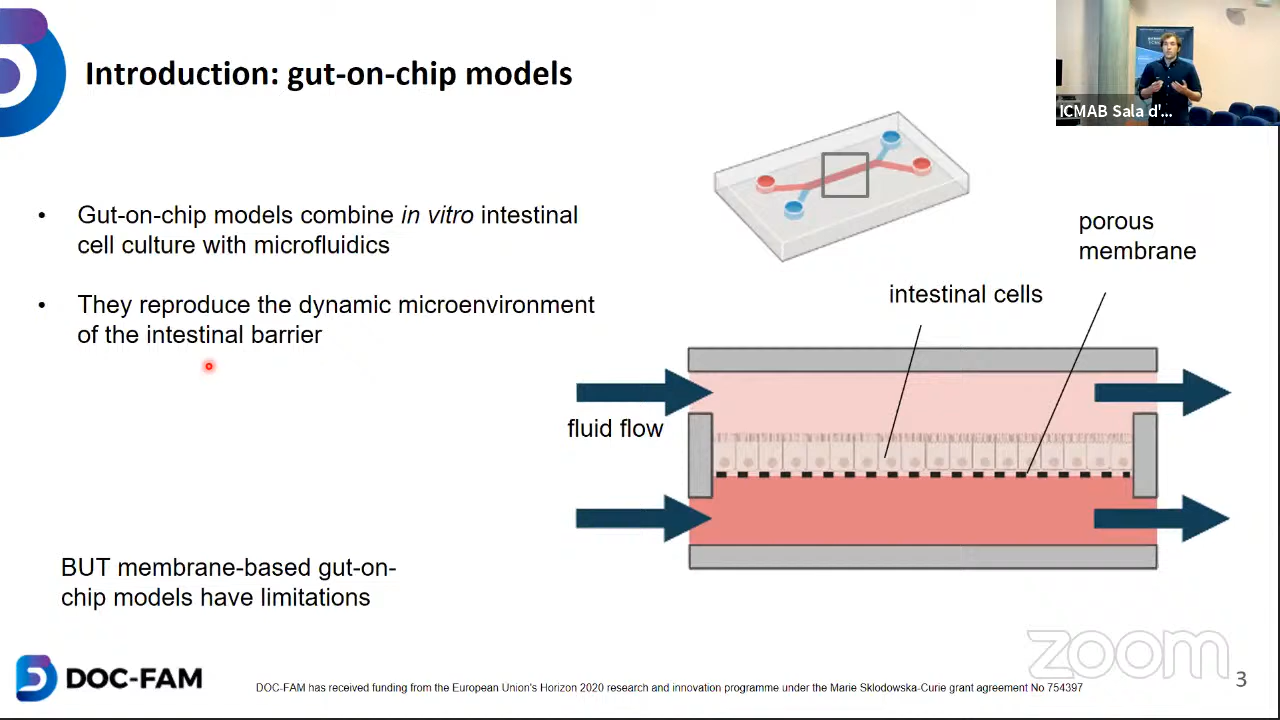 Introduction: gut-on-chip models
ICMAB Sala d'...
Gut-on-chip models combine in vitro intestinal
cell culture with microfluidics
They reproduce the dynamic microenvironment
of the intestinal barrier
porous
membrane
intestinal cells
fluid flow
BUT membrane-based gut-on-
chip models have limitations
zoom
DOC-FAM
DOC-FAM has received funding from the European Union's Horizon 2020 research and innovation programme under the Marie Sklodowska-Curie grant agreement No 754397
3